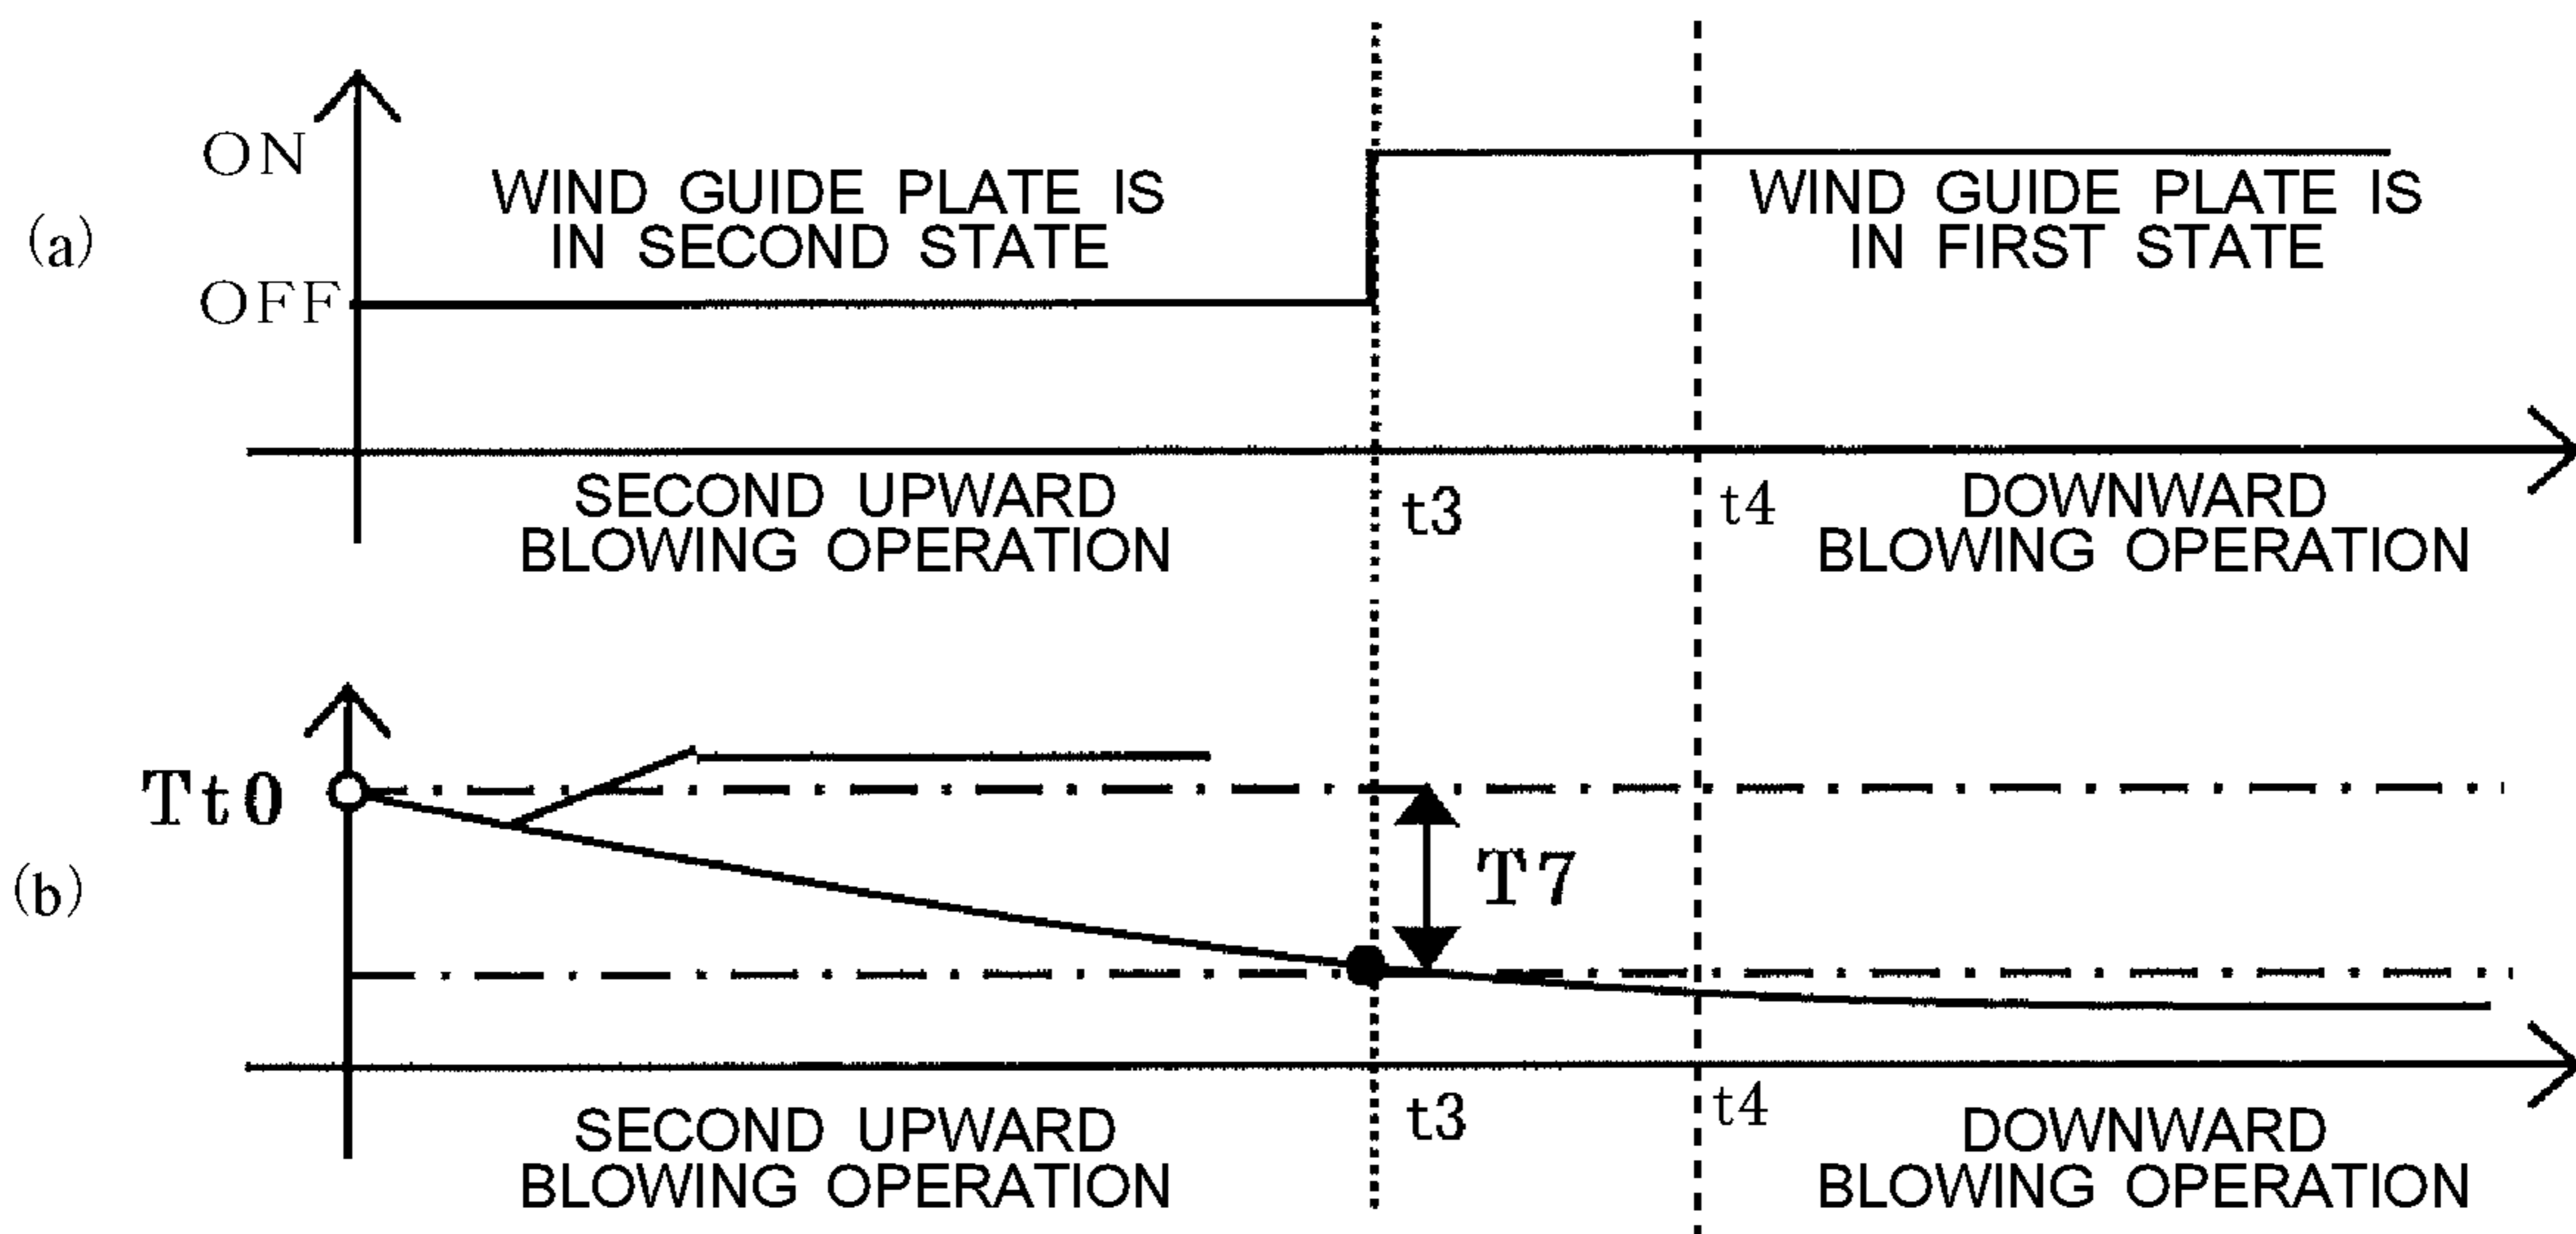 (a)
ON
OFF
WIND GUIDE PLATE IS
IN SECOND STATE
WIND GUIDE PLATE IS
IN FIRST STATE
SECOND UPWARD
BLOWING OPERATION
t3
t4
DOWNWARD
BLOWING OPERATION
(b)
Tt0
T7
SECOND UPWARD
BLOWING OPERATION
t3
t4
DOWNWARD
BLOWING OPERATION